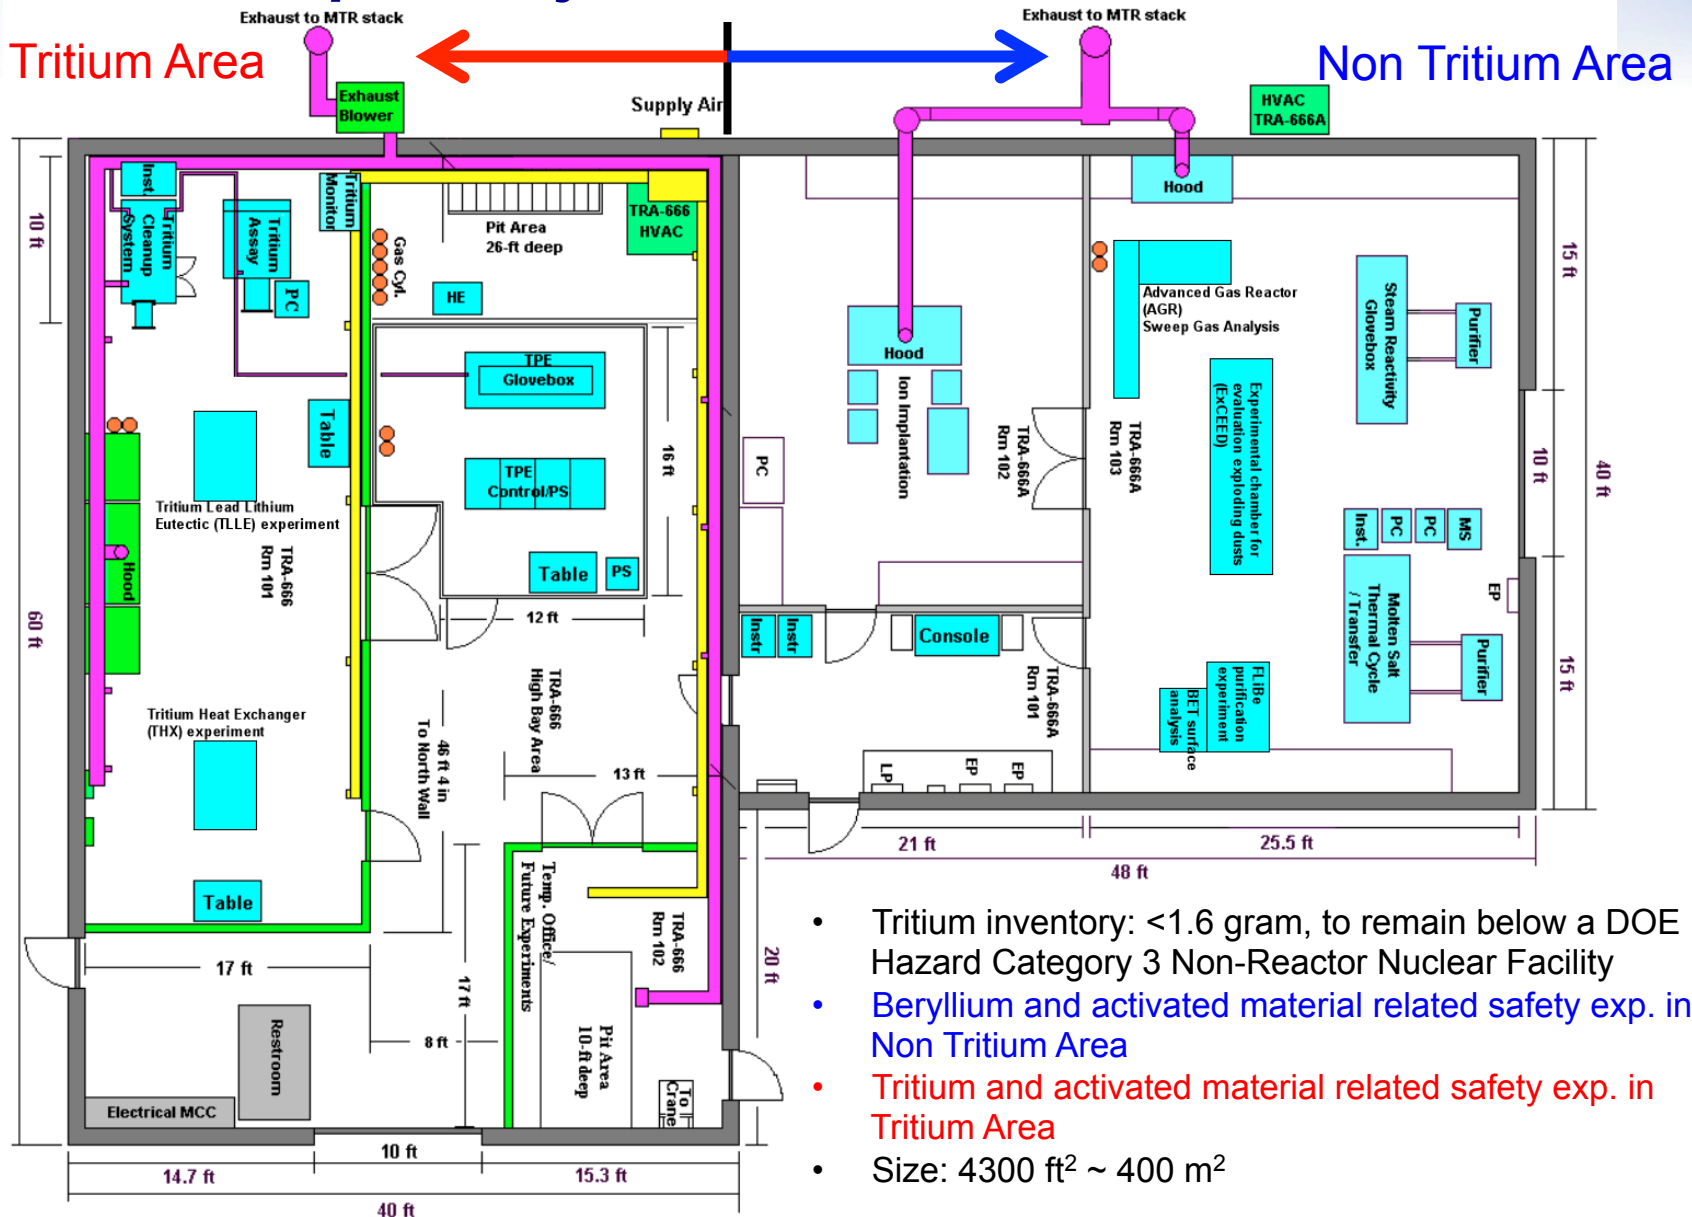 Exhaust to MTR stack
Exhaust to MTR stack
Tritium Area
Non Tritium Area
Exhaust
Blower
Supply Air
HVAC
TRA-666A
Inst.
Tritium
Cleanup
System
Tritium
Assay
PC
Tritium
Monitor
Gas Cyl.
Pit Area
26-ft deep
TRA-666
HVAC
HE
Hood
Hood
10 ft
15 ft
Advanced Gas Reactor
(AGR)
Sweep Gas Analysis
Steam Reactivity
Glovebox
Purifier
TPE
Glovebox
Ion Implantation
Experimental chamber for
evaluation exploding dusts
(ExCEED)
Table
16 ft
TRA-666A
Rm 102
TRA-666A
Rm 103
PC
10 ft
40 ft
TPE
Control/PS
Tritium Lead Lithium
Eutectic (TLLE) experiment
TRA-666
Rm 101
Hood
Table
PS
Inst.
PC
PC
MS
EP
Molten Salt
Thermal Cycle
/ Transfer
Purifier
60 ft
12 ft
Instr
Instr
Console
TRA-666A
Rm 101
FLiBe
purification
experiment
BET surface
analysis
15 ft
TRA-666
High Bay Area
Tritium Heat Exchanger
(THX) experiment
46 ft 4 in
To North Wall
13 ft
LP
EP
EP
21 ft
25.5 ft
48 ft
Table
Temp. Office/
Future Experiments
TRA-666
Rm 102
17 ft
17 ft
20 ft
8 ft
Restroom
Pit Area
10-ft deep
To
Crane
Electrical MCC
10 ft
14.7 ft
15.3 ft
40 ft
• Tritium inventory: <1.6 gram, to remain below a DOE
Hazard Category 3 Non-Reactor Nuclear Facility
• Beryllium and activated material related safety exp. in
Non Tritium Area
• Tritium and activated material related safety exp. in
Tritium Area
• Size: 4300 ft² ~ 400 m²